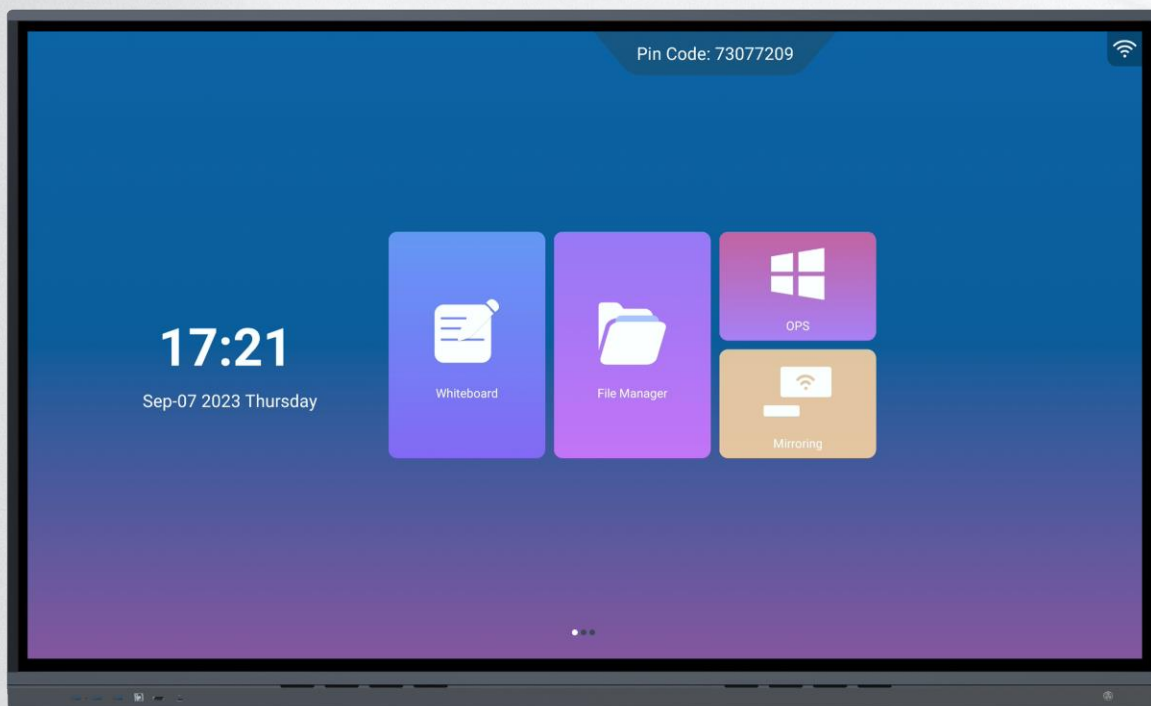 Pin Code: 73077209
17:21
Sep-07 2023 Thursday
Whiteboard
File Manager
OPS
Mirroring